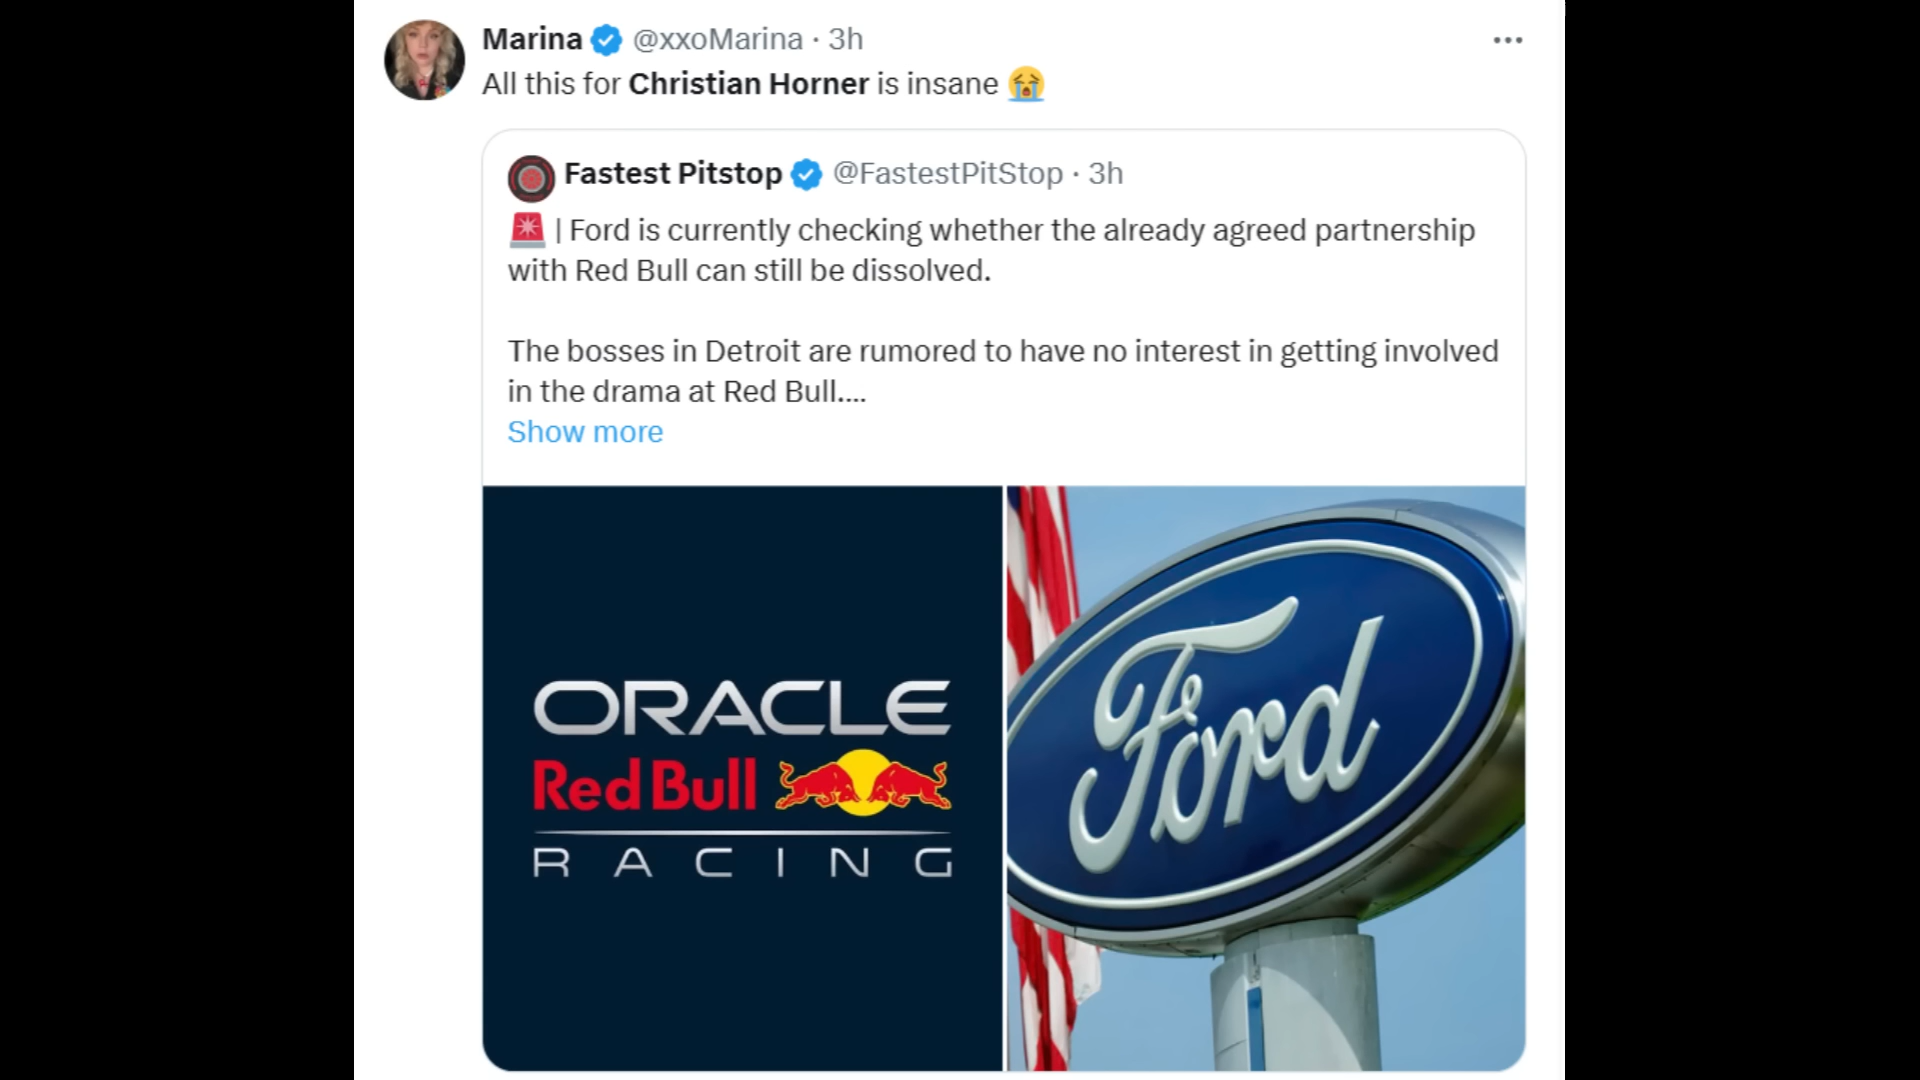 Marina @xxoMarina · 3h
All this for Christian Horner is insane 😭
Fastest Pitstop @FastestPitStop · 3h
🚨 | Ford is currently checking whether the already agreed partnership
with Red Bull can still be dissolved.
The bosses in Detroit are rumored to have no interest in getting involved
in the drama at Red Bull....
Show more
ORACLE
Red Bull
RACING
Ford